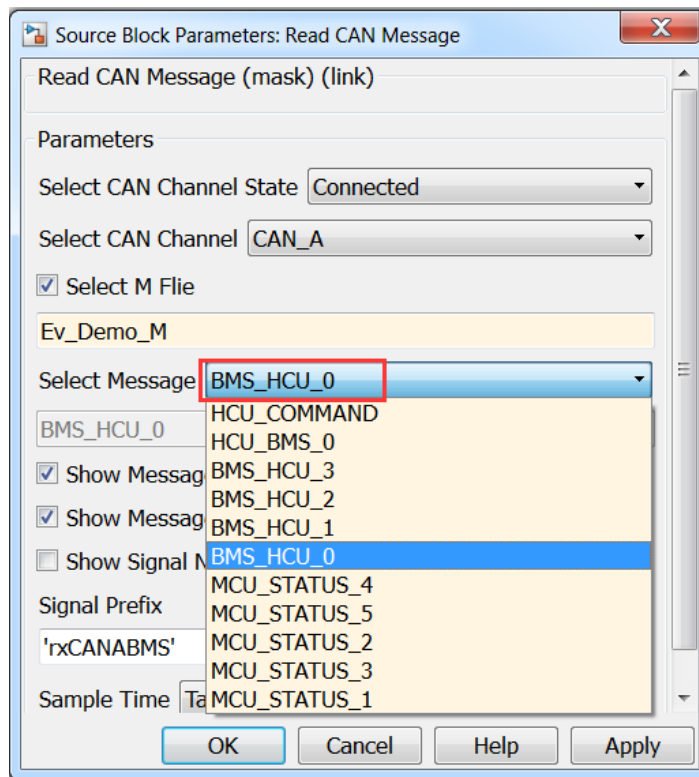 Source Block Parameters: Read CAN Message
Read CAN Message (mask) (link)
Parameters
Select CAN Channel State Connected
Select CAN Channel CAN_A
Select M Flie
Ev_Demo_M
Select Message BMS_HCU_0
HCU_COMMAND
BMS_HCU_0
HCU_BMS_0
BMS_HCU_3
Show Messag
BMS_HCU_2
Show Message
BMS_HCU_1
Show Signal N
BMS_HCU_0
MCU_STATUS_4
Signal Prefix
MCU_STATUS_5
'rxCANABMS'
MCU_STATUS_2
MCU_STATUS_3
Sample Time Ta
MCU_STATUS_1
OK Cancel Help Apply